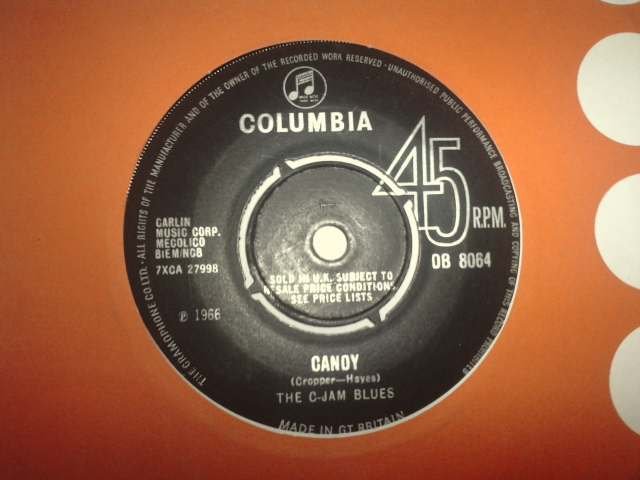 THE GRAMOPHONE CO LTD. · ALL RIGHTS OF THE MANUFACTURER AND OF THE OWNER OF THE RECORDED WORK RESERVED · UNAUTHORISED PUBLIC PERFORMANCE BROADCASTING AND COPYING OF THIS RECORD PROHIBITED
COLUMBIA
45
R.P.M.
CARLIN
MUSIC CORP.
MECOLICO
BIEM/NCB
7XCA 27998
DB 8064
SOLD IN U.K. SUBJECT TO
RESALE PRICE CONDITIONS
SEE PRICE LISTS
℗ 1966
CANDY
(Cropper—Hayes)
THE C-JAM BLUES
MADE IN GT BRITAIN